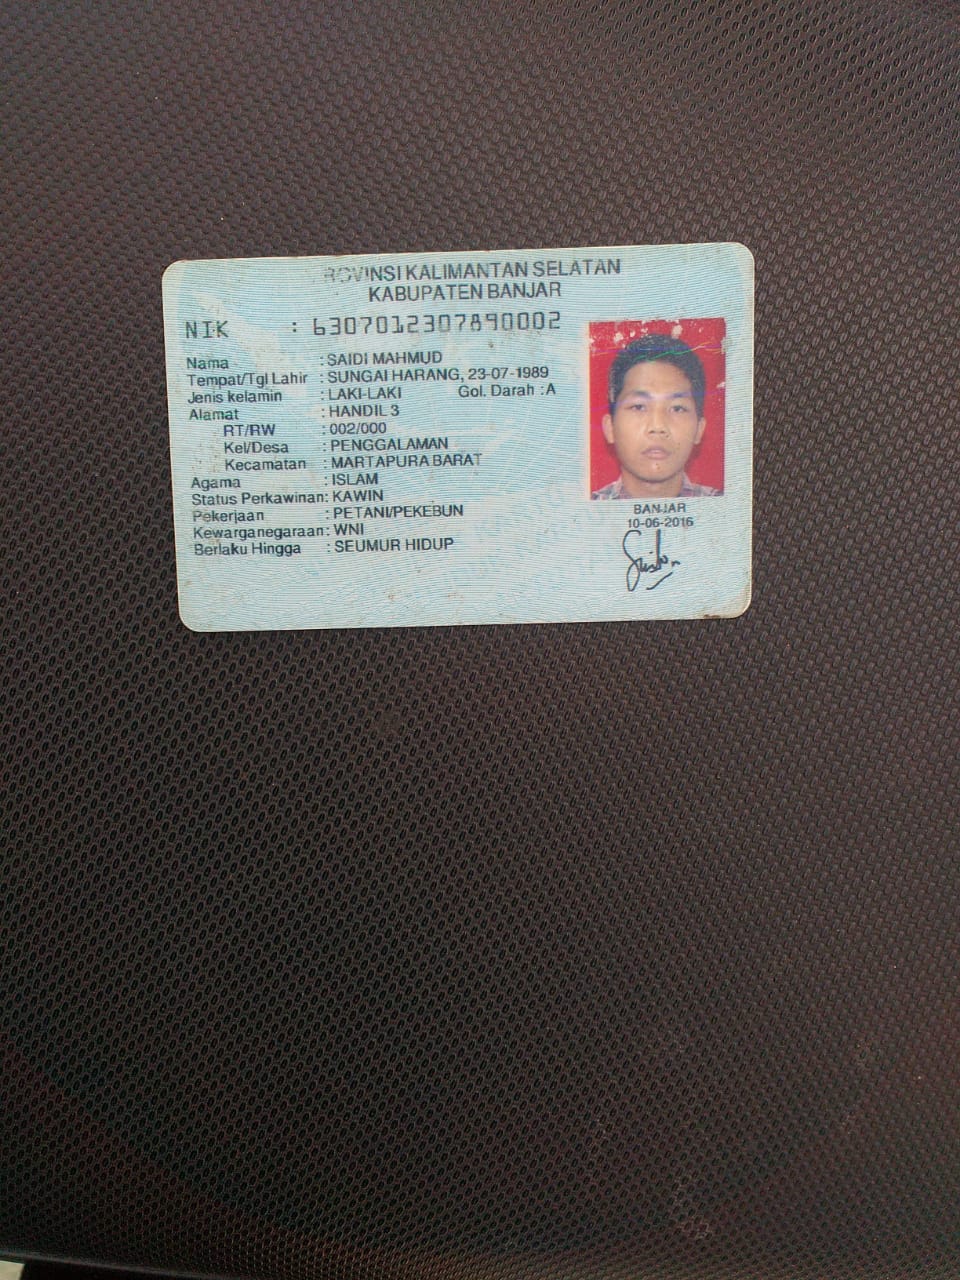 PROVINSI KALIMANTAN SELATAN
KABUPATEN BANJAR
NIK : 6307012307890002
Nama : SAIDI MAHMUD
Tempat/Tgl Lahir : SUNGAI HARANG, 23-07-1989
Jenis kelamin : LAKI-LAKI Gol. Darah : A
Alamat : HANDIL 3
RT/RW : 002/000
Kel/Desa : PENGGALAMAN
Kecamatan : MARTAPURA BARAT
Agama : ISLAM
Status Perkawinan: KAWIN
Pekerjaan : PETANI/PEKEBUN
Kewarganegaraan: WNI
Berlaku Hingga : SEUMUR HIDUP
BANJAR
10-06-2016